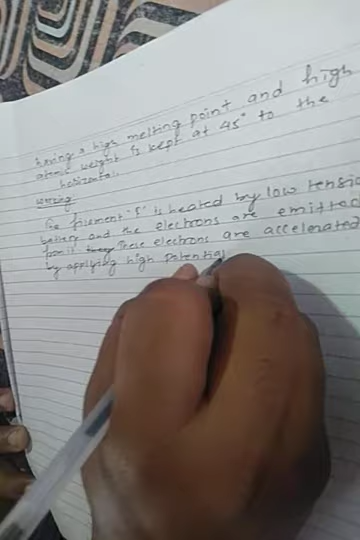 having a high melting point and high
atomic weight is kept at 45° to the
horizontal.
Working
The filament "F" is heated by low tension
battery and the electrons are emitted
from it. These electrons are accelerated
by applying high potential